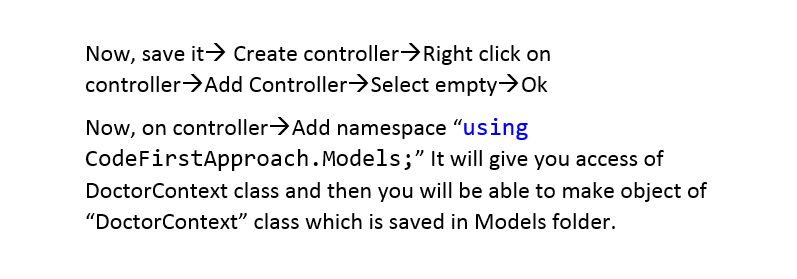 Now, save it→ Create controller→Right click on
controller→Add Controller→Select empty→Ok
Now, on controller→Add namespace “using
CodeFirstApproach.Models;” It will give you access of
DoctorContext class and then you will be able to make object of
“DoctorContext” class which is saved in Models folder.